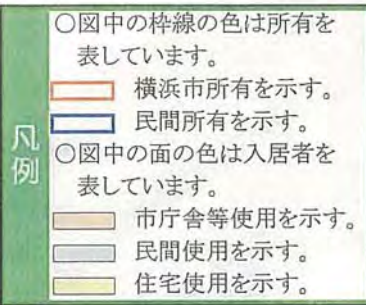 凡例
○図中の枠線の色は所有を
表しています。
横浜市所有を示す。
民間所有を示す。
○図中の面の色は入居者を
表しています。
市庁舎等使用を示す。
民間使用を示す。
住宅使用を示す。